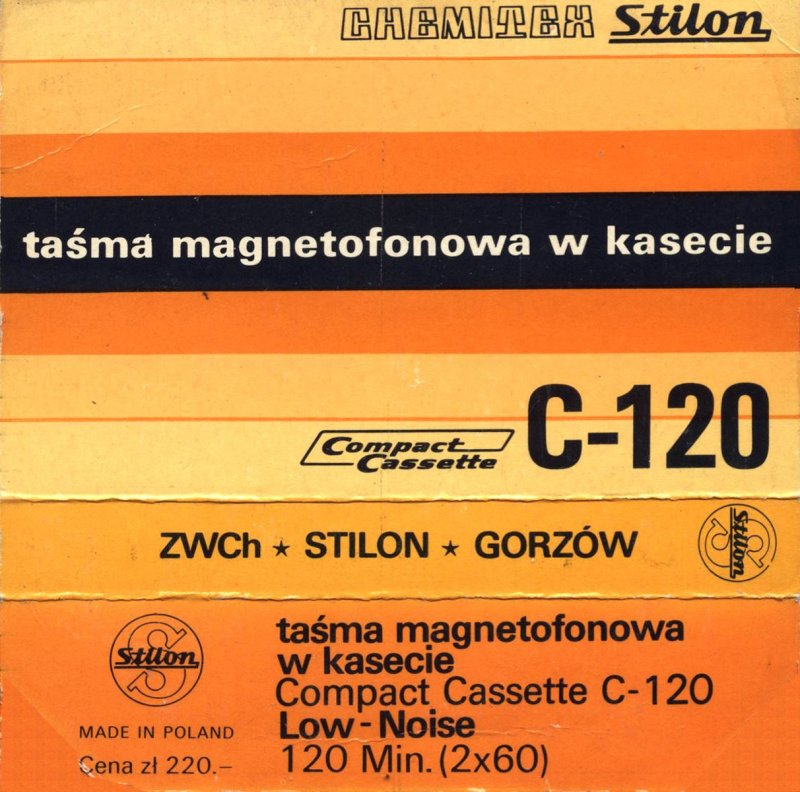 CHEMITEX Stilon
taśma magnetofonowa w kasecie
C-120
Compact
Cassette
ZWCh ★ STILON ★ GORZÓW
Stilon
Stilon
taśma magnetofonowa
w kasecie
Compact Cassette C-120
Low-Noise
120 Min. (2x60)
MADE IN POLAND
Cena zł 220.–